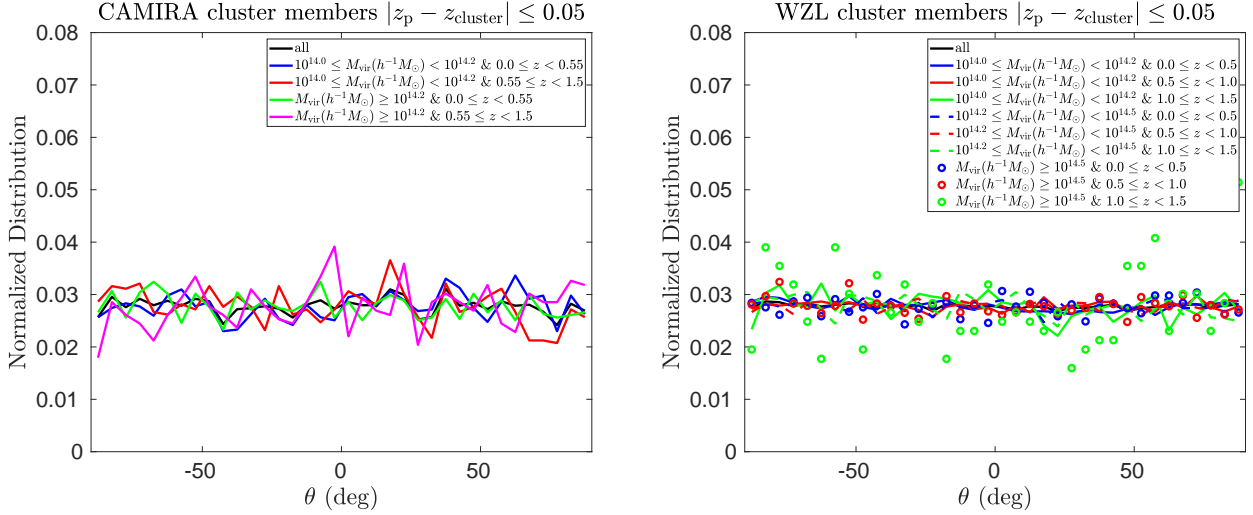 CAMIRA cluster members |z_p − z_cluster| ≤ 0.05
Normalized Distribution
0.08
0.07
0.06
0.05
0.04
0.03
0.02
0.01
0
all
10^14.0 ≤ M_vir(h^−1 M_⊙) < 10^14.2 & 0.0 ≤ z < 0.55
10^14.0 ≤ M_vir(h^−1 M_⊙) < 10^14.2 & 0.55 ≤ z < 1.5
M_vir(h^−1 M_⊙) ≥ 10^14.2 & 0.0 ≤ z < 0.55
M_vir(h^−1 M_⊙) ≥ 10^14.2 & 0.55 ≤ z < 1.5
-50 0 50
θ (deg)
WZL cluster members |z_p − z_cluster| ≤ 0.05
Normalized Distribution
0.08
0.07
0.06
0.05
0.04
0.03
0.02
0.01
0
all
10^14.0 ≤ M_vir(h^−1 M_⊙) < 10^14.2 & 0.0 ≤ z < 0.5
10^14.0 ≤ M_vir(h^−1 M_⊙) < 10^14.2 & 0.5 ≤ z < 1.0
10^14.0 ≤ M_vir(h^−1 M_⊙) < 10^14.2 & 1.0 ≤ z < 1.5
10^14.2 ≤ M_vir(h^−1 M_⊙) < 10^14.5 & 0.0 ≤ z < 0.5
10^14.2 ≤ M_vir(h^−1 M_⊙) < 10^14.5 & 0.5 ≤ z < 1.0
10^14.2 ≤ M_vir(h^−1 M_⊙) < 10^14.5 & 1.0 ≤ z < 1.5
M_vir(h^−1 M_⊙) ≥ 10^14.5 & 0.0 ≤ z < 0.5
M_vir(h^−1 M_⊙) ≥ 10^14.5 & 0.5 ≤ z < 1.0
M_vir(h^−1 M_⊙) ≥ 10^14.5 & 1.0 ≤ z < 1.5
-50 0 50
θ (deg)